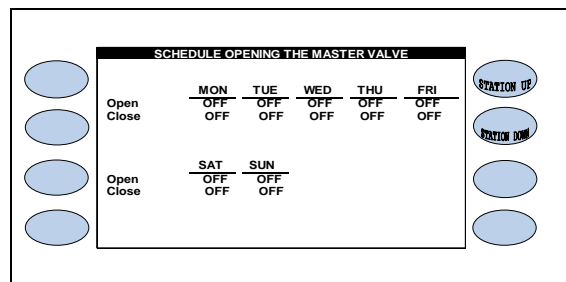 SCHEDULE OPENING THE MASTER VALVE
MON TUE WED THU FRI
Open OFF OFF OFF OFF OFF
Close OFF OFF OFF OFF OFF
SAT SUN
Open OFF OFF
Close OFF OFF
STATION UP
STATION DOWN